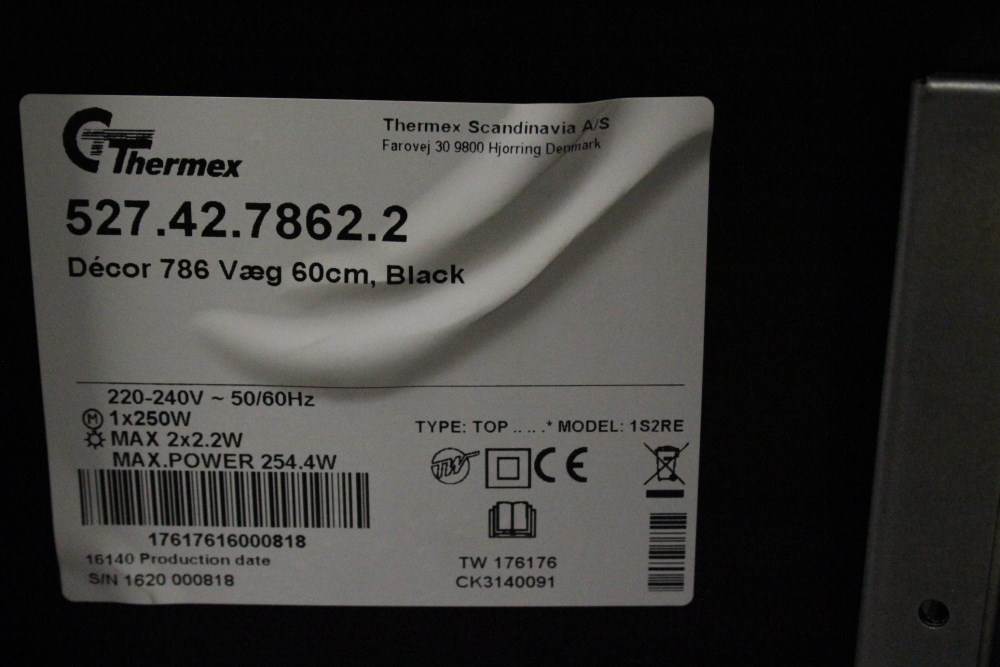 Thermex
Thermex Scandinavia A/S
Farovej 30 9800 Hjorring Denmark
527.42.7862.2
Décor 786 Væg 60cm, Black
220-240V ~ 50/60Hz
M 1x250W
MAX 2x2.2W
MAX.POWER 254.4W
17617616000818
16140 Production date
S/N 1620 000818
TYPE: TOP .. .. .* MODEL: 1S2RE
TW CE
TW 176176
CK3140091